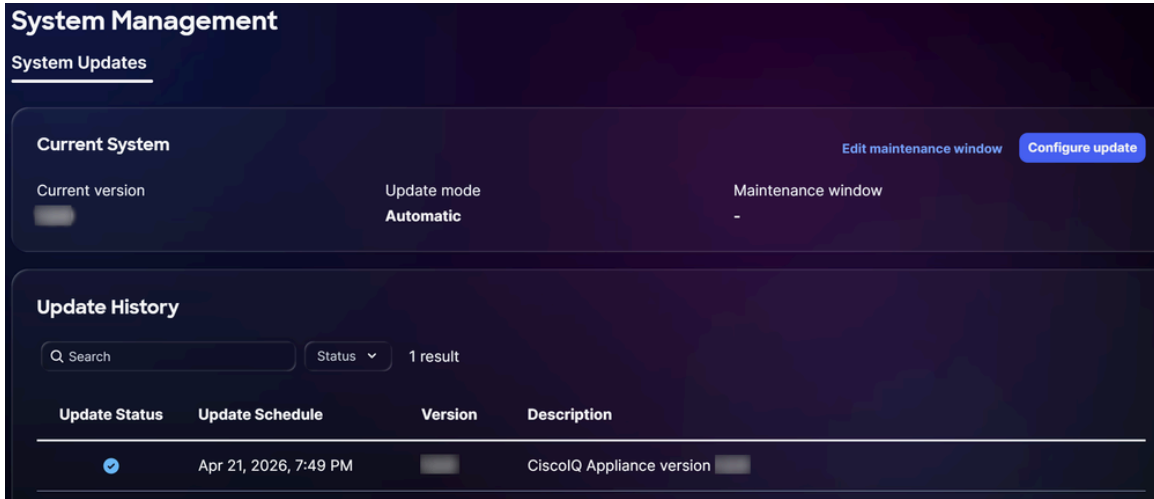 System Management
System Updates
Current System
Edit maintenance window
Configure update
Current version
Update mode
Maintenance window
Automatic
-
Update History
Search
Status
1 result
Update Status Update Schedule Version Description
Apr 21, 2026, 7:49 PM CiscoIQ Appliance version